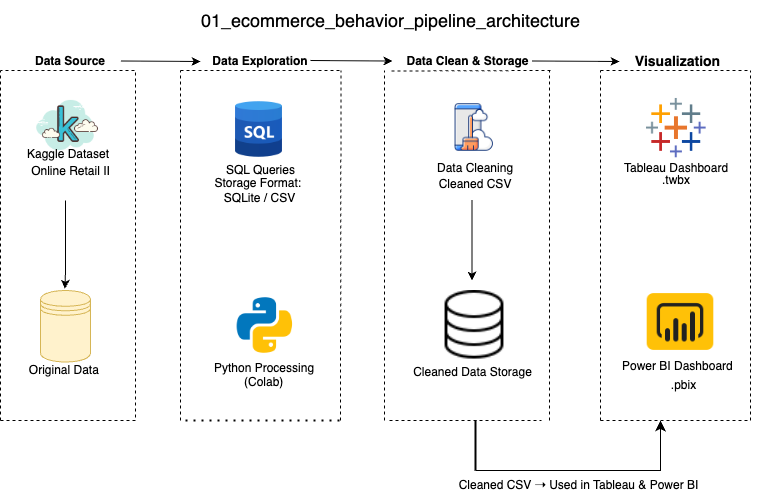 01_ecommerce_behavior_pipeline_architecture
Data Source
Data Exploration
Data Clean & Storage
Visualization
k
Kaggle Dataset
Online Retail II
Original Data
SQL
SQL Queries
Storage Format:
SQLite / CSV
Python Processing
(Colab)
Data Cleaning
Cleaned CSV
Cleaned Data Storage
Tableau Dashboard
.twbx
Power BI Dashboard
.pbix
Cleaned CSV → Used in Tableau & Power BI